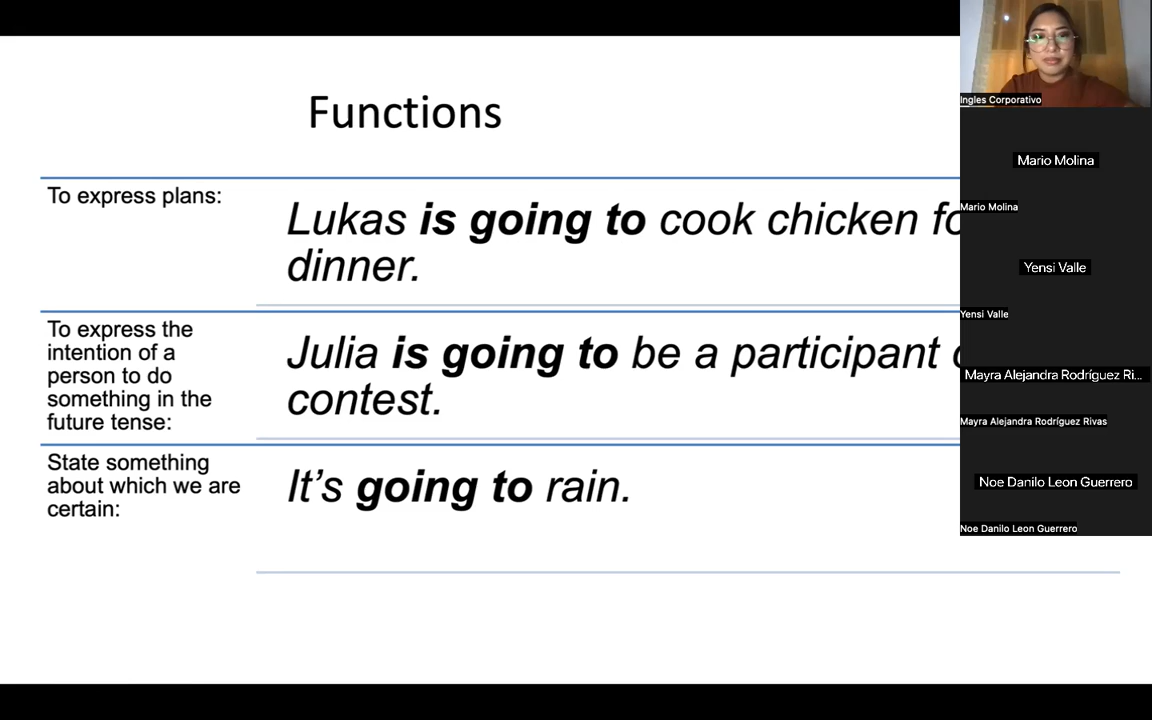 Functions
To express plans:
Lukas is going to cook chicken
dinner.
To express the
intention of a
person to do
something in the
future tense:
Julia is going to be a participant
contest.
State something
about which we are
certain:
It’s going to rain.
Ingles Corporativo
Mario Molina
Mario Molina
Yensi Valle
Yensi Valle
Mayra Alejandra Rodríguez Ri...
Mayra Alejandra Rodríguez Rivas
Noe Danilo Leon Guerrero
Noe Danilo Leon Guerrero